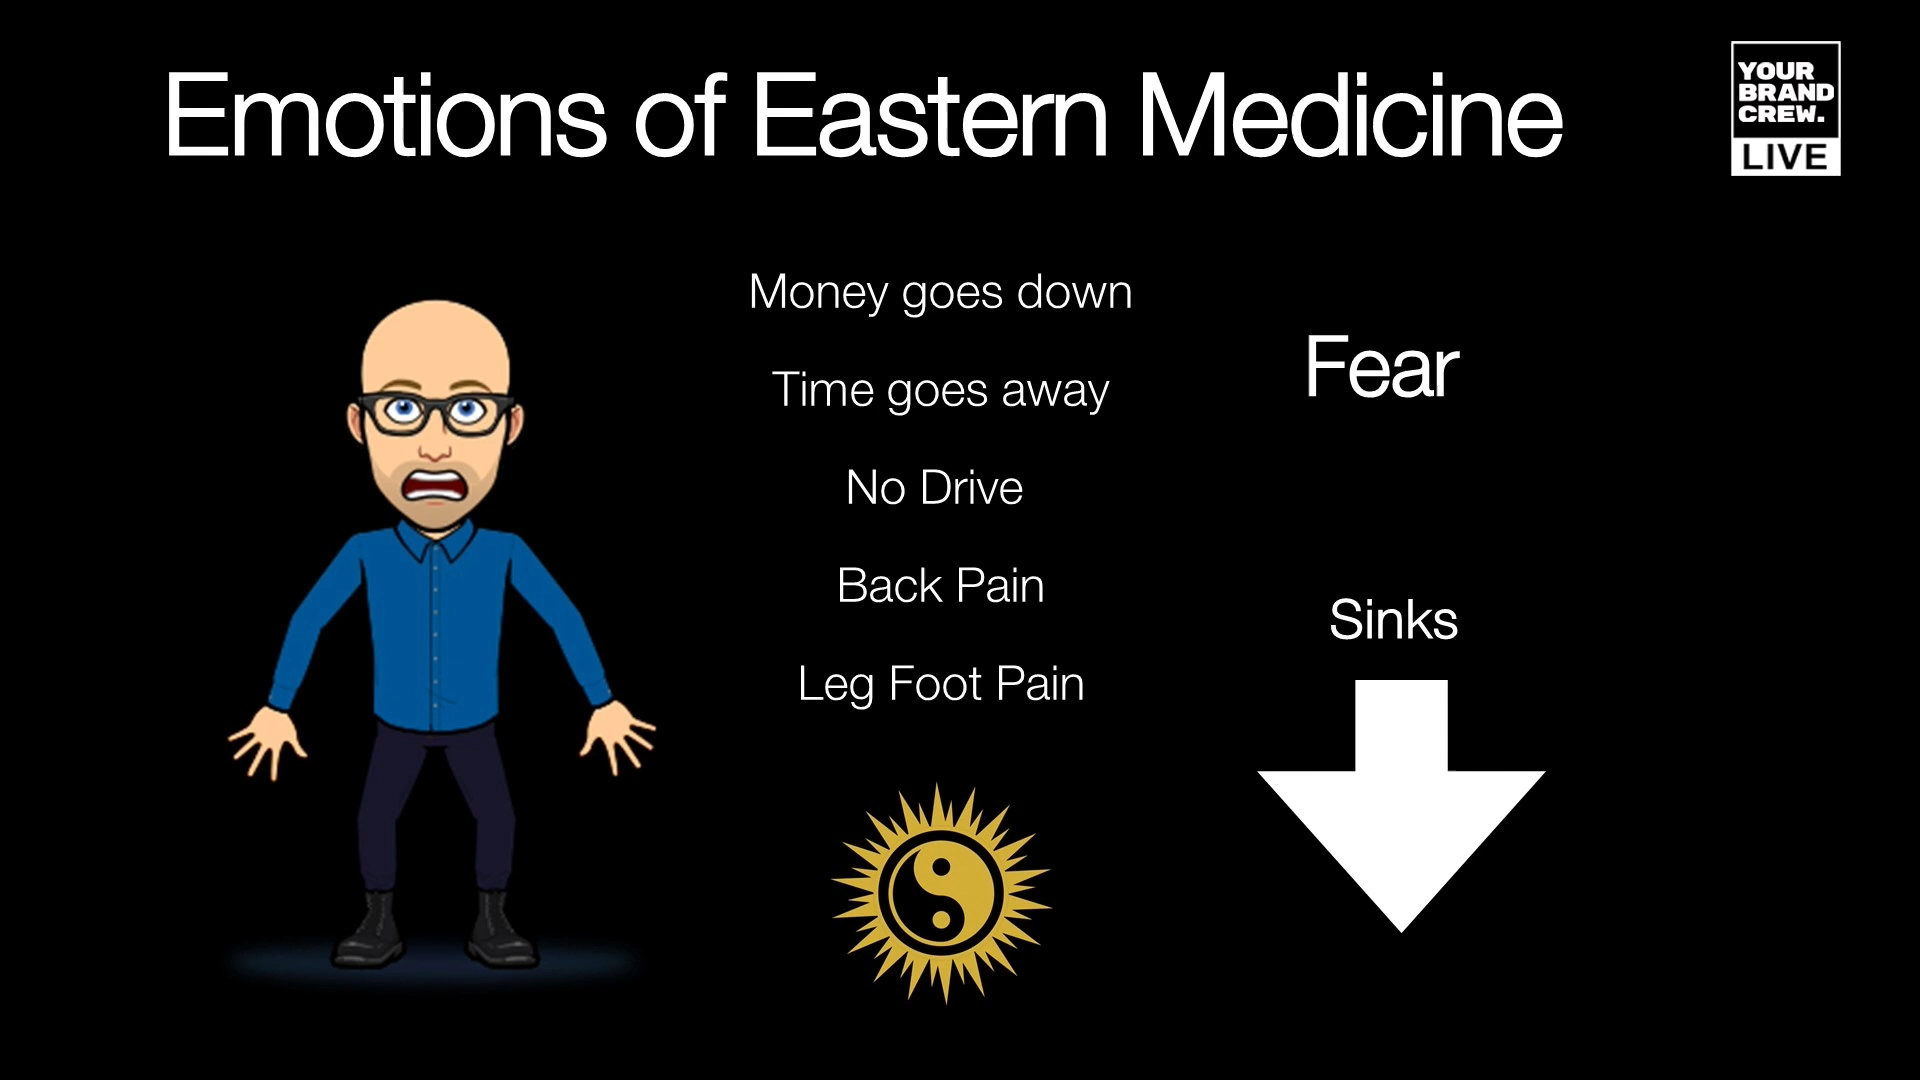 Emotions of Eastern Medicine
YOUR
BRAND
CREW.
LIVE
Money goes down
Time goes away
No Drive
Back Pain
Leg Foot Pain
Fear
Sinks